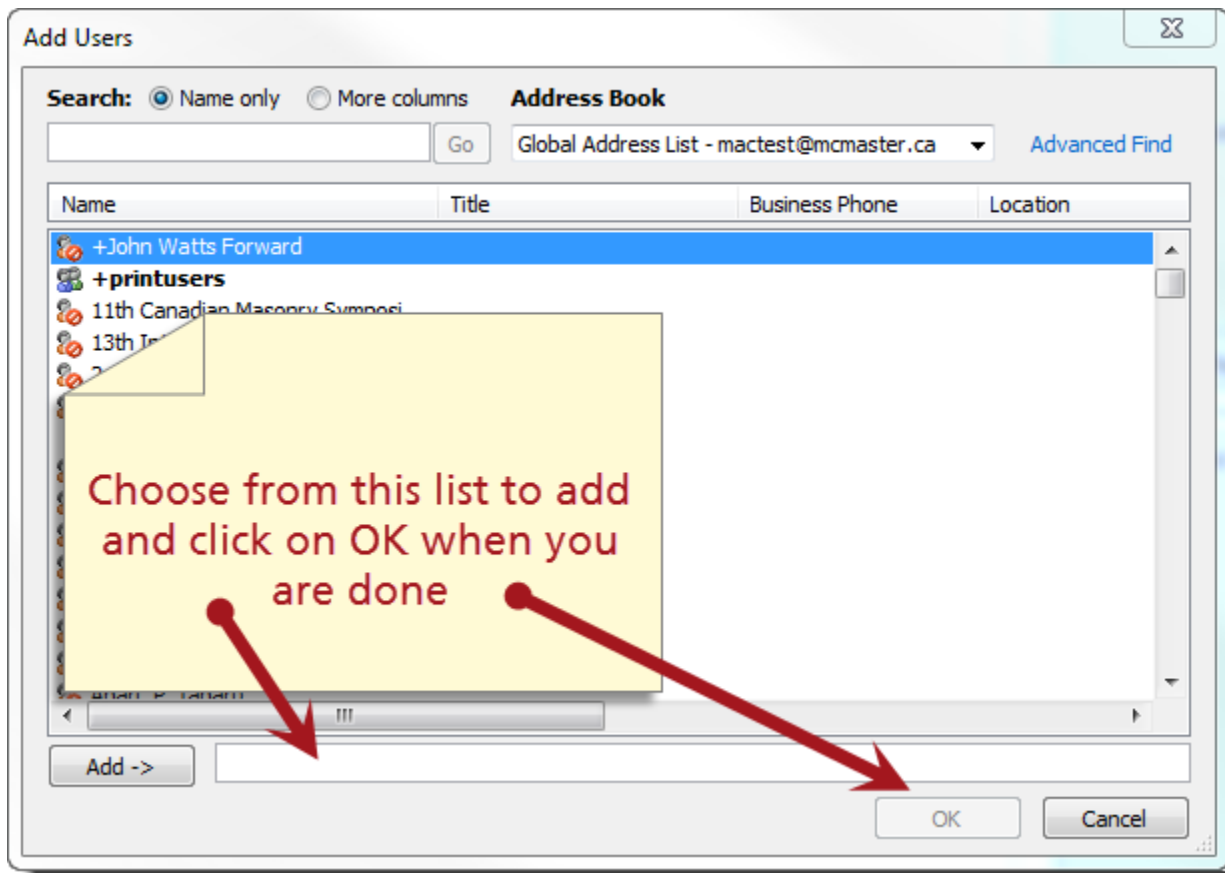 Add Users
Search: Name only More columns Address Book
Go Global Address List - mactest@mcmaster.ca Advanced Find
Name Title Business Phone Location
+John Watts Forward
+printusers
11th Canadian Masonry Symposi
13th
Choose from this list to add
and click on OK when you
are done
Add ->
OK Cancel